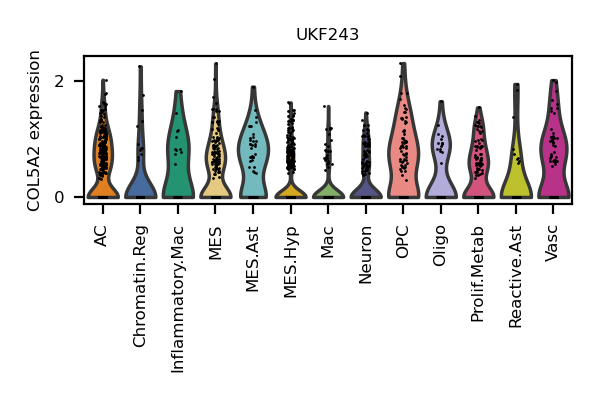 UKF243
COL5A2 expression
2
0
AC
Chromatin.Reg
Inflammatory.Mac
MES
MES.Ast
MES.Hyp
Mac
Neuron
OPC
Oligo
Prolif.Metab
Reactive.Ast
Vasc